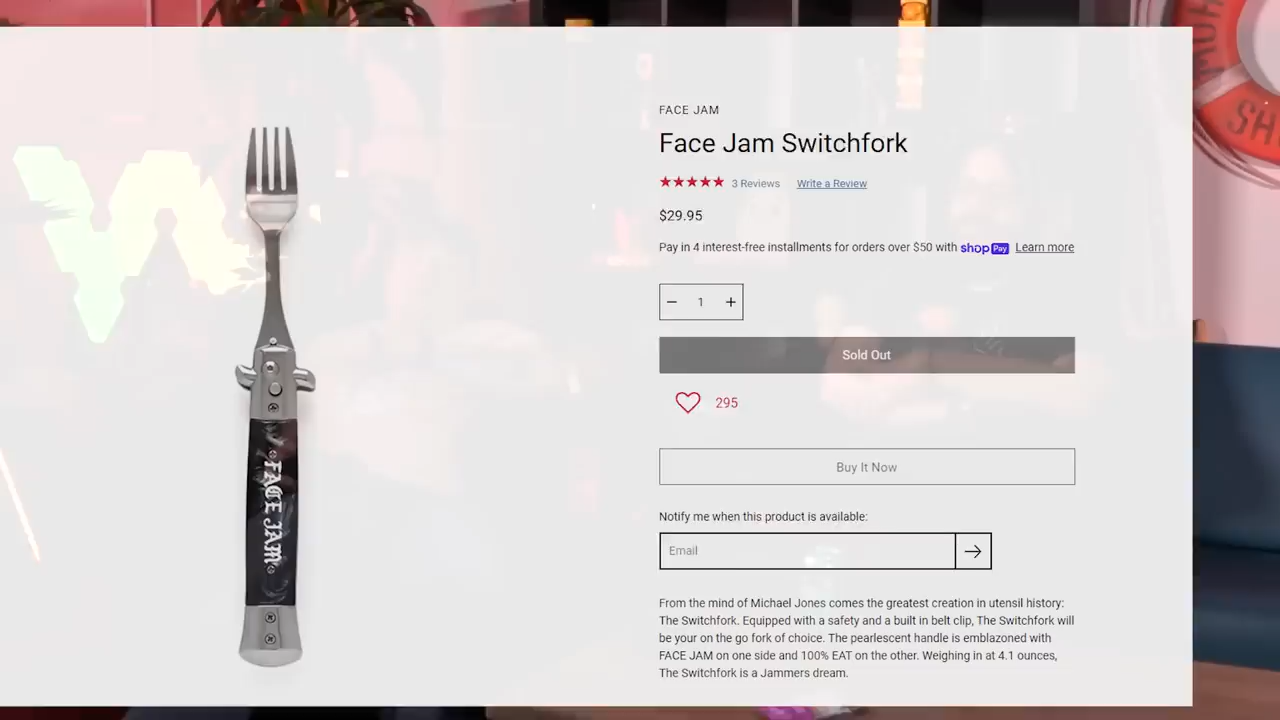 FACE JAM
Face Jam Switchfork
3 Reviews Write a Review
$29.95
Pay in 4 interest-free installments for orders over $50 with shop Pay Learn more
− 1 +
Sold Out
295
Buy It Now
Notify me when this product is available:
Email
From the mind of Michael Jones comes the greatest creation in utensil history:
The Switchfork. Equipped with a safety and a built in belt clip, The Switchfork will
be your on the go fork of choice. The pearlescent handle is emblazoned with
FACE JAM on one side and 100% EAT on the other. Weighing in at 4.1 ounces,
The Switchfork is a Jammers dream.
FACE JAM